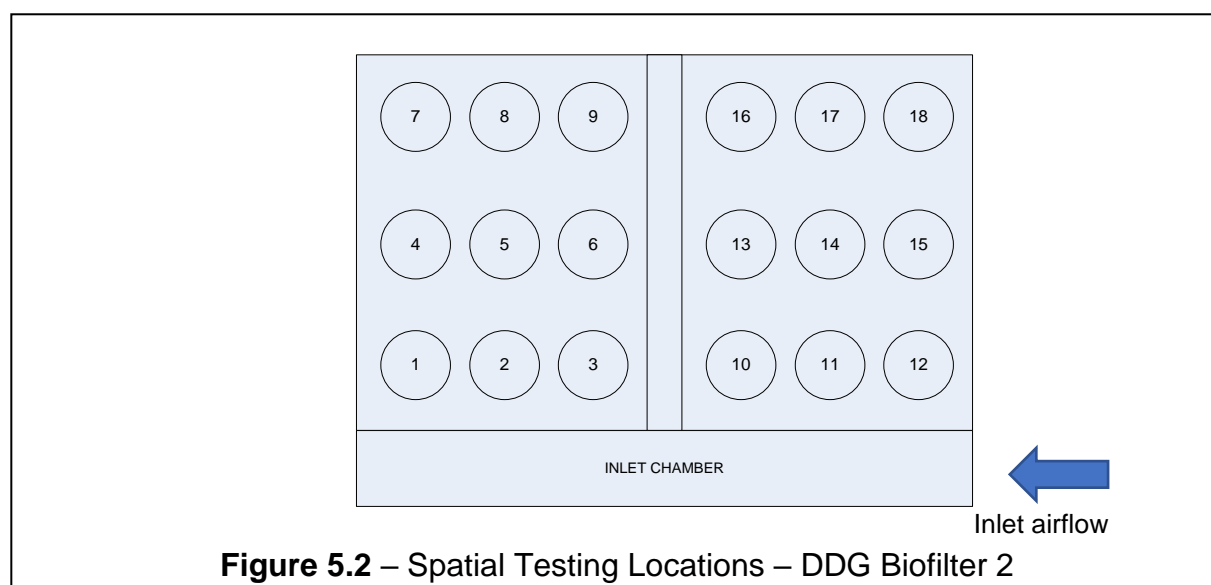 7 8 9 16 17 18
4 5 6 13 14 15
1 2 3 10 11 12
INLET CHAMBER
Inlet airflow
Figure 5.2 – Spatial Testing Locations – DDG Biofilter 2